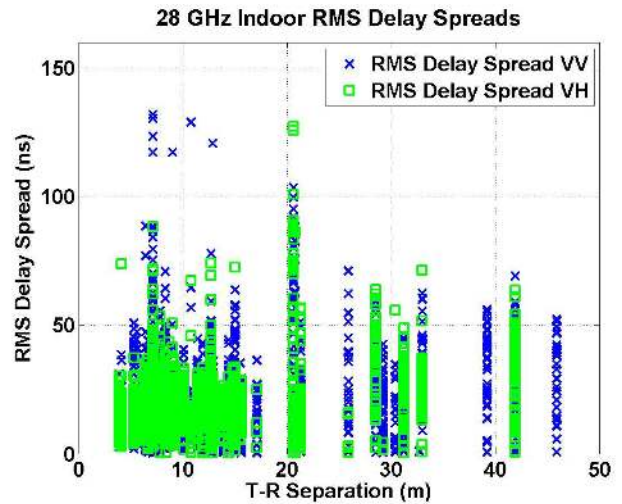 28 GHz Indoor RMS Delay Spreads
RMS Delay Spread VV
RMS Delay Spread VH
RMS Delay Spread (ns)
150
100
50
0
0 10 20 30 40 50
T-R Separation (m)